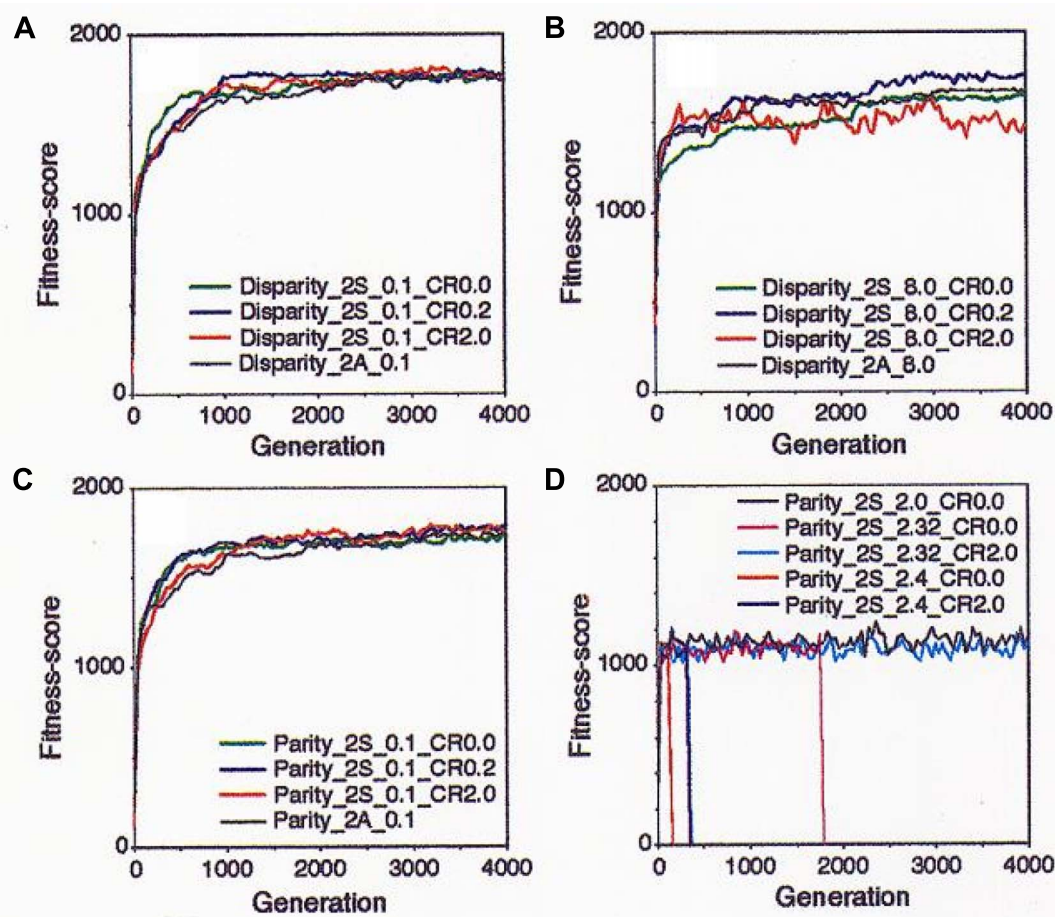 A
2000
1000
0
Fitness-score
Disparity_2S_0.1_CR0.0
Disparity_2S_0.1_CR0.2
Disparity_2S_0.1_CR2.0
Disparity_2A_0.1
0 1000 2000 3000 4000
Generation
B
2000
1000
0
Fitness-score
Disparity_2S_8.0_CR0.0
Disparity_2S_8.0_CR0.2
Disparity_2S_8.0_CR2.0
Disparity_2A_8.0
0 1000 2000 3000 4000
Generation
C
2000
1000
0
Fitness-score
Parity_2S_0.1_CR0.0
Parity_2S_0.1_CR0.2
Parity_2S_0.1_CR2.0
Parity_2A_0.1
0 1000 2000 3000 4000
Generation
D
2000
1000
0
Fitness-score
Parity_2S_2.0_CR0.0
Parity_2S_2.32_CR0.0
Parity_2S_2.32_CR2.0
Parity_2S_2.4_CR0.0
Parity_2S_2.4_CR2.0
0 1000 2000 3000 4000
Generation